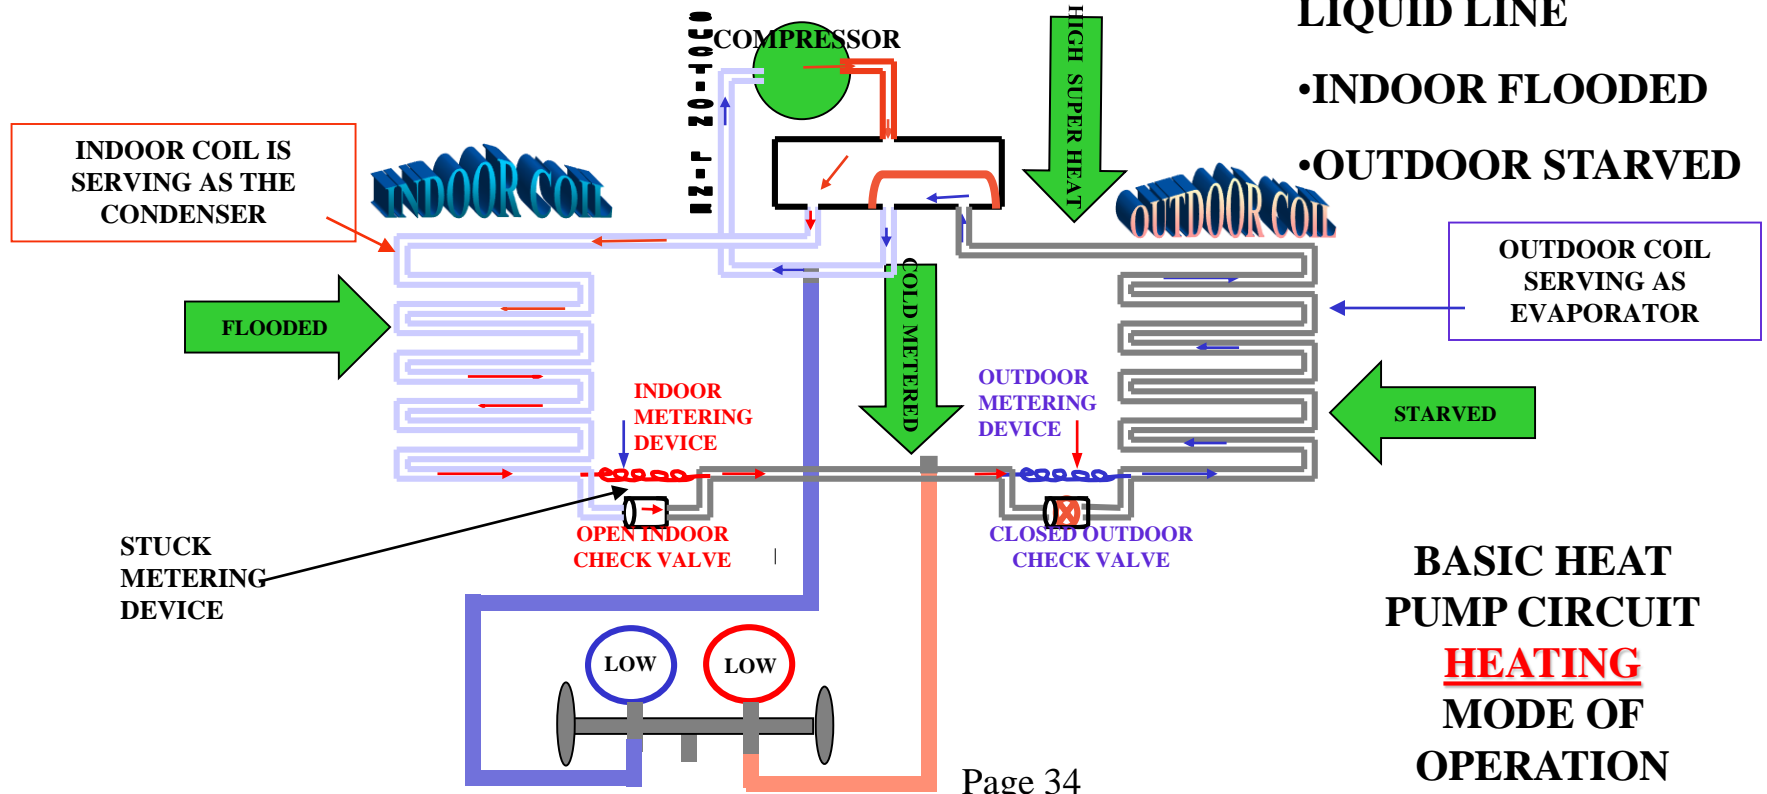 LIQUID LINE
•INDOOR FLOODED
•OUTDOOR STARVED
COMPRESSOR
HIGH SUPER HEAT
INDOOR COIL IS
SERVING AS THE
CONDENSER
INDOOR COIL
OUTDOOR COIL
OUTDOOR COIL
SERVING AS
EVAPORATOR
FLOODED
COLD METERED
INDOOR
METERING
DEVICE
OUTDOOR
METERING
DEVICE
STARVED
OPEN INDOOR
CHECK VALVE
CLOSED OUTDOOR
CHECK VALVE
STUCK
METERING
DEVICE
LOW
LOW
BASIC HEAT
PUMP CIRCUIT
HEATING
MODE OF
OPERATION
Page 34